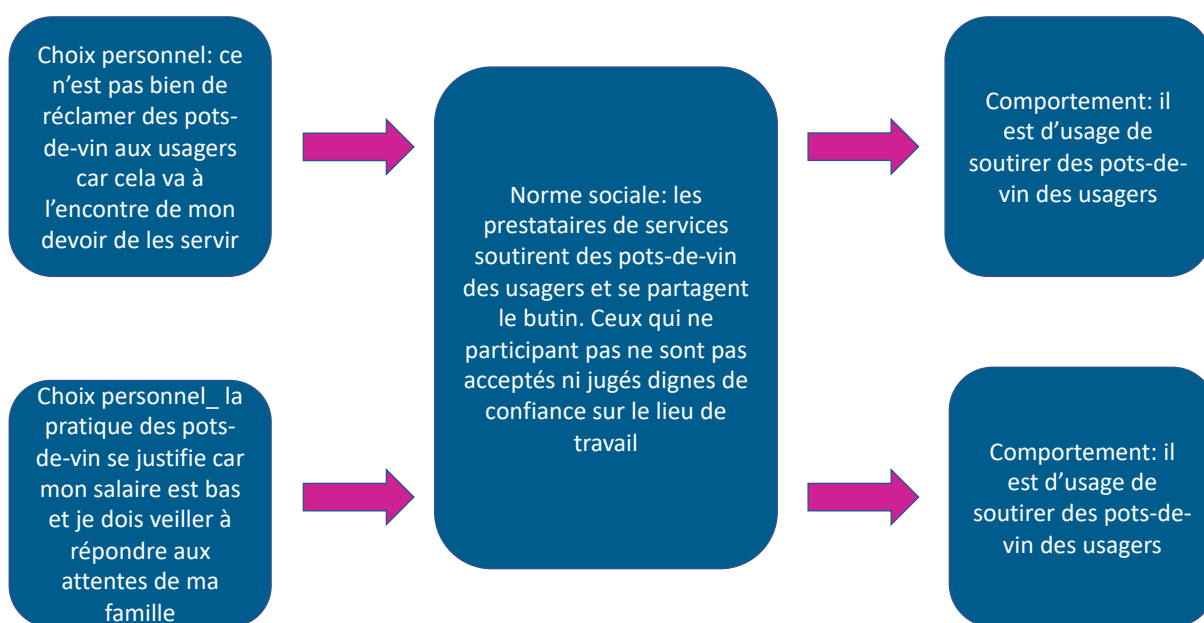 Choix personnel: ce
n’est pas bien de
réclamer des pots-
de-vin aux usagers
car cela va à
l’encontre de mon
devoir de les servir
Choix personnel_ la
pratique des pots-
de-vin se justifie car
mon salaire est bas
et je dois veiller à
répondre aux
attentes de ma
famille
Norme sociale: les
prestataires de services
soutirent des pots-de-vin
des usagers et se partagent
le butin. Ceux qui ne
participant pas ne sont pas
acceptés ni jugés dignes de
confiance sur le lieu de
travail
Comportement: il
est d’usage de
soutirer des pots-de-
vin des usagers
Comportement: il
est d’usage de
soutirer des pots-de-
vin des usagers